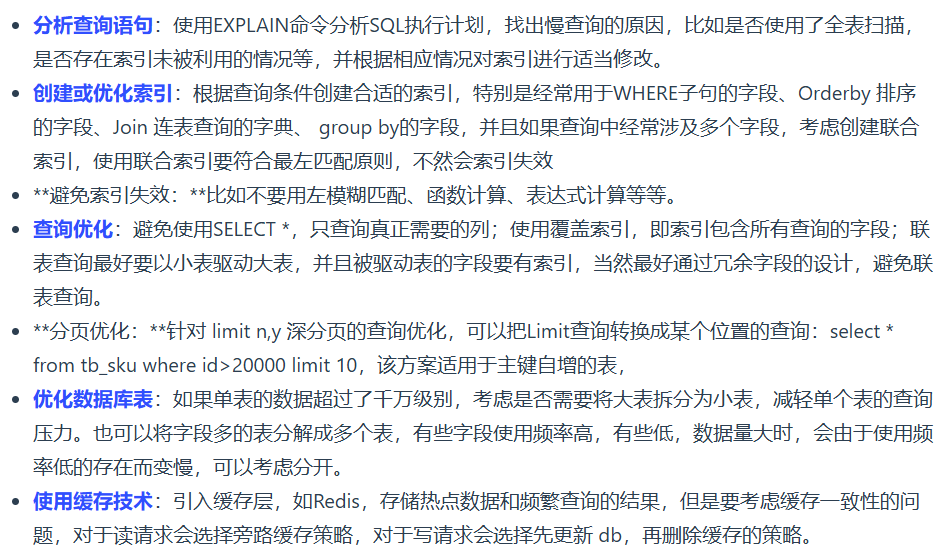 分析查询语句：使用EXPLAIN命令分析SQL执行计划，找出慢查询的原因，比如是否使用了全表扫描，
是否存在索引未被利用的情况等，并根据相应情况对索引进行适当修改。
创建或优化索引：根据查询条件创建合适的索引，特别是经常用于WHERE子句的字段、Orderby 排序
的字段、Join 连表查询的字典、 group by的字段，并且如果查询中经常涉及多个字段，考虑创建联合
索引，使用联合索引要符合最左匹配原则，不然会索引失效
**避免索引失效：**比如不要用左模糊匹配、函数计算、表达式计算等等。
查询优化：避免使用SELECT *，只查询真正需要的列；使用覆盖索引，即索引包含所有查询的字段；联
表查询最好要以小表驱动大表，并且被驱动表的字段要有索引，当然最好通过冗余字段的设计，避免联
表查询。
**分页优化：**针对 limit n,y 深分页的查询优化，可以把Limit查询转换成某个位置的查询：select *
from tb_sku where id>20000 limit 10，该方案适用于主键自增的表，
优化数据库表：如果单表的数据超过了千万级别，考虑是否需要将大表拆分为小表，减轻单个表的查询
压力。也可以将字段多的表分解成多个表，有些字段使用频率高，有些低，数据量大时，会由于使用频
率低的存在而变慢，可以考虑分开。
使用缓存技术：引入缓存层，如Redis，存储热点数据和频繁查询的结果，但是要考虑缓存一致性的问
题，对于读请求会选择旁路缓存策略，对于写请求会选择先更新 db，再删除缓存的策略。